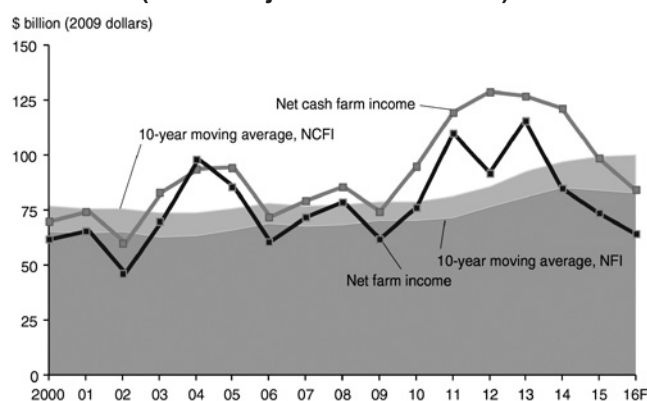 $ billion (2009 dollars)
150
125
100
75
50
25
0
Net cash farm income
10-year moving average, NCFI
10-year moving average, NFI
Net farm income
2000 01 02 03 04 05 06 07 08 09 10 11 12 13 14 15 16F